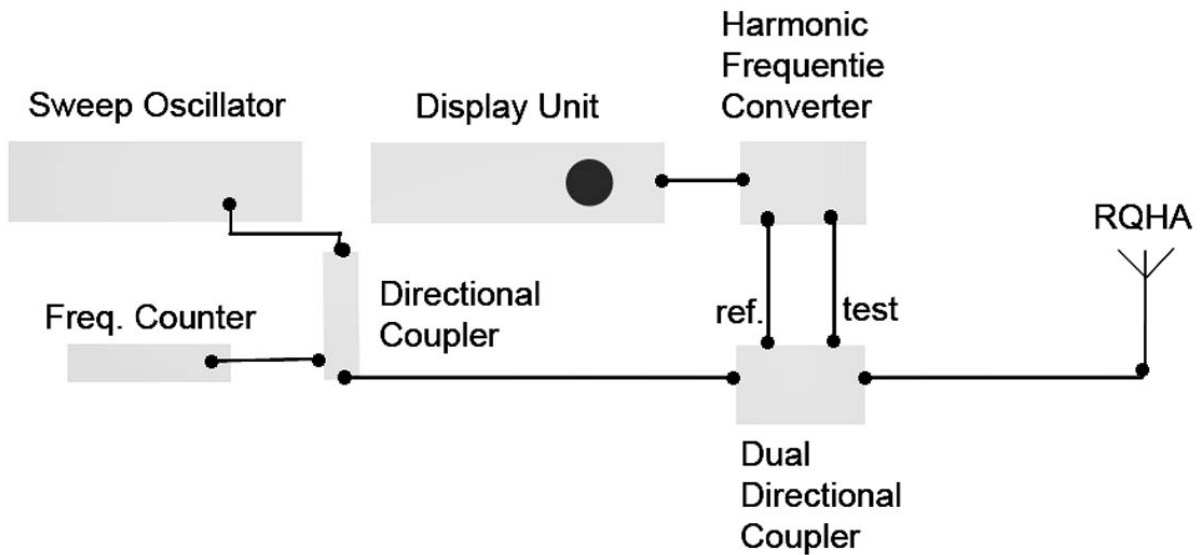 Harmonic
Frequentie
Converter
Sweep Oscillator
Display Unit
RQHA
Directional
Coupler
Freq. Counter
ref.
test
Dual
Directional
Coupler